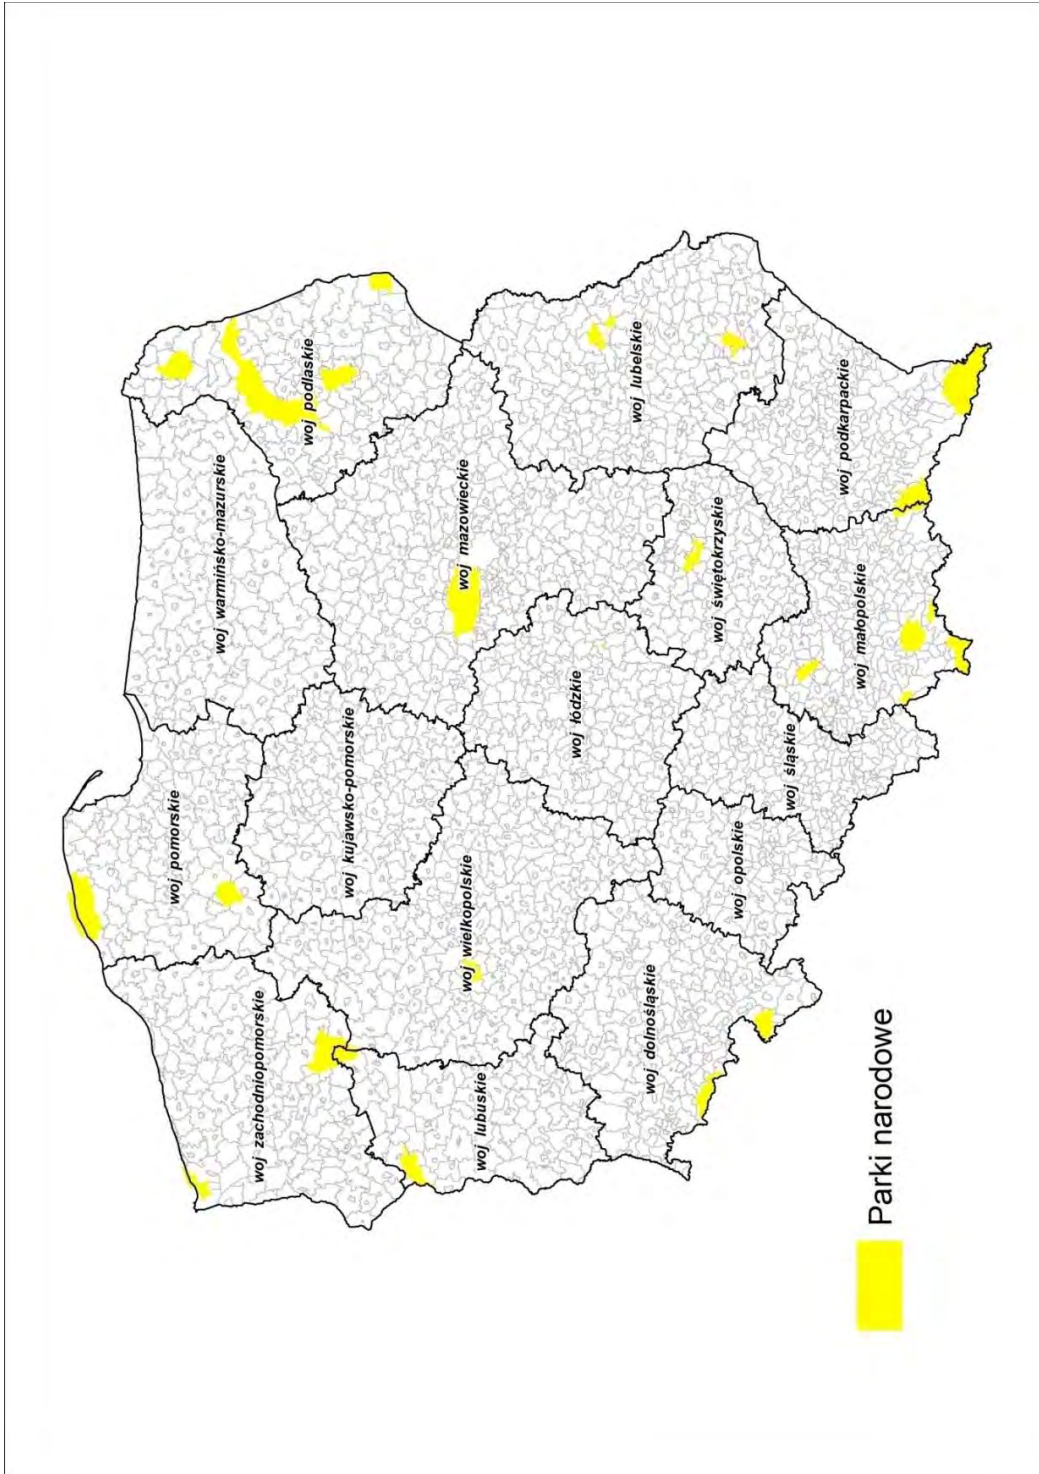 woj pomorskie
woj warmińsko-mazurskie
woj podlaskie
woj zachodniopomorskie
woj kujawsko-pomorskie
woj mazowieckie
woj wielkopolskie
woj lubuskie
woj łódzkie
woj lubelskie
woj dolnośląskie
woj opolskie
woj śląskie
woj świętokrzyskie
woj małopolskie
woj podkarpackie
Parki narodowe